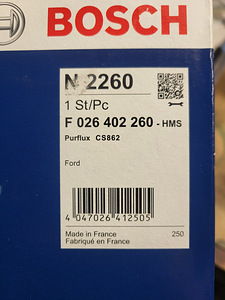 BOSCH
N 2260
1 St/Pc
F 026 402 260 - HMS
Purflux CS862
Ford
4 047026 412505
Made in France 250
Fabriqué en France